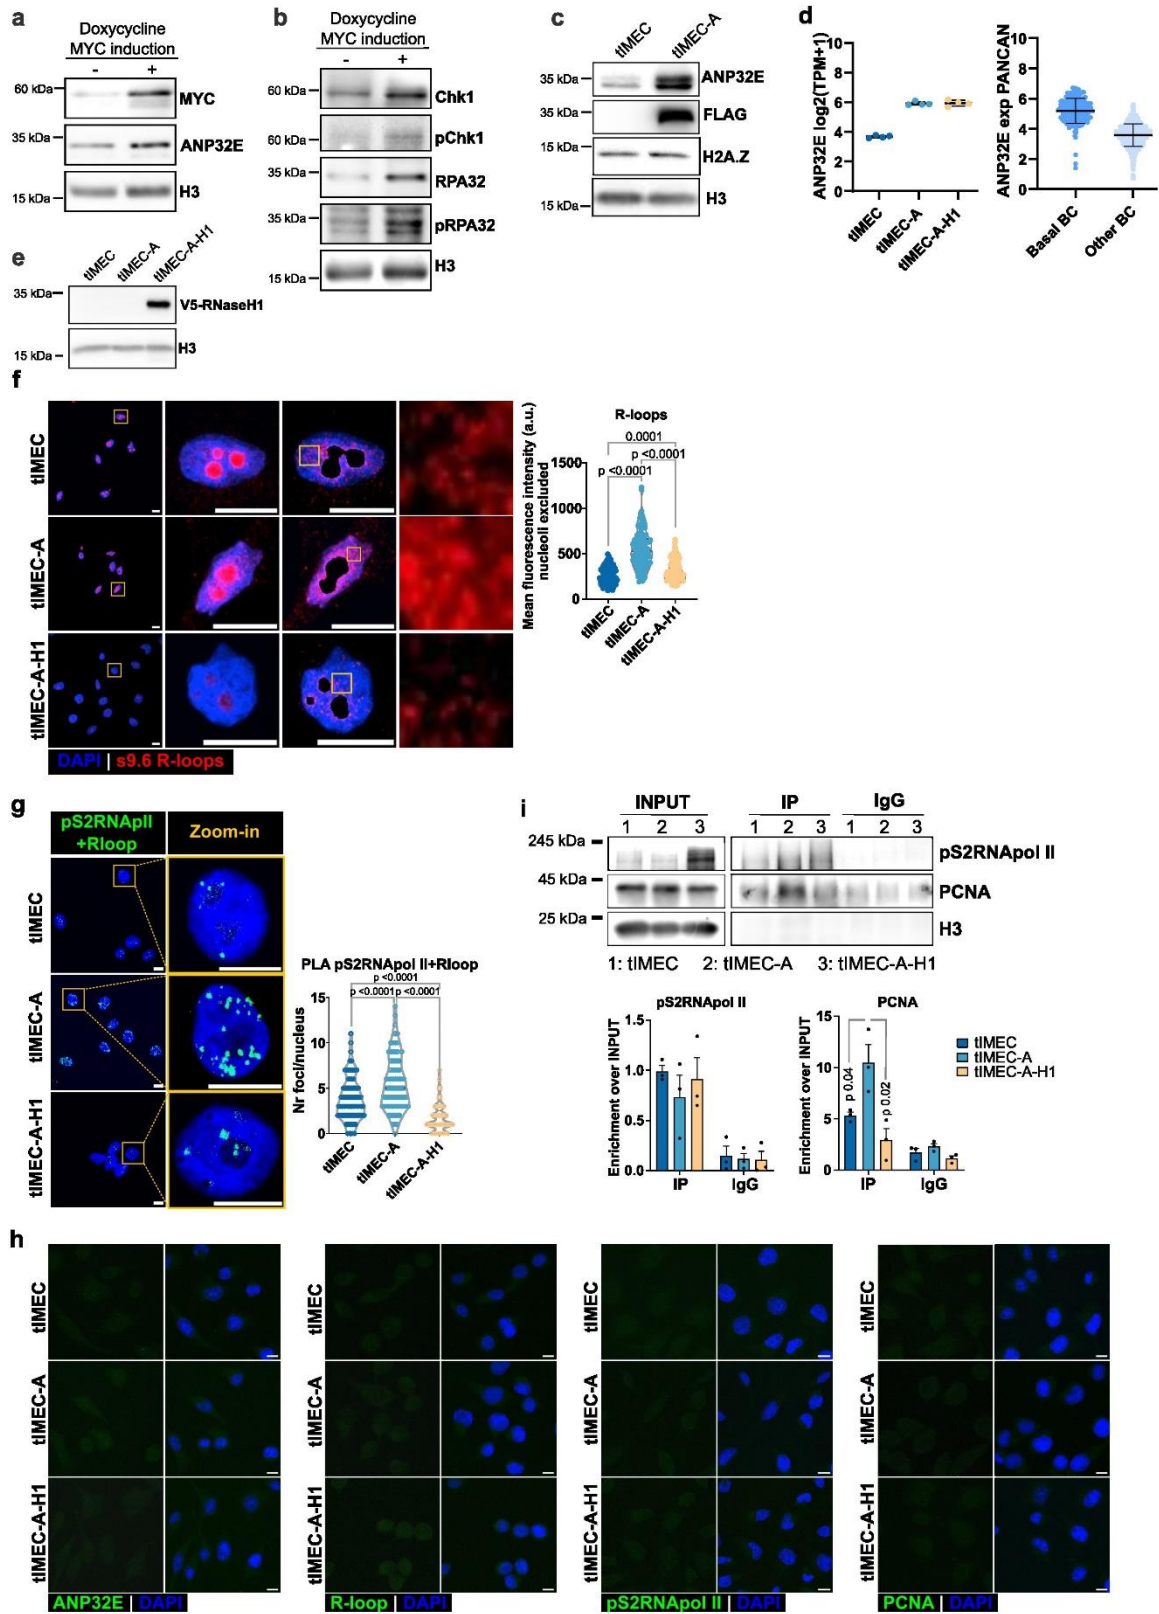 a
Doxycycline
MYC induction
- +
60 kDa
MYC
35 kDa
ANP32E
15 kDa
H3
b
Doxycycline
MYC induction
- +
60 kDa
Chk1
60 kDa
pChk1
35 kDa
RPA32
35 kDa
pRPA32
15 kDa
H3
c
tIMEC tIMEC-A
35 kDa
ANP32E
FLAG
15 kDa
H2A.Z
15 kDa
H3
d
ANP32E log2(TPM+1)
10
8
6
4
2
0
tIMEC
tIMEC-A
tIMEC-A-H1
ANP32E exp PANCAN
10
8
6
4
2
0
Basal BC
Other BC
e
tIMEC tIMEC-A tIMEC-A-H1
35 kDa
V5-RNaseH1
15 kDa
H3
f
tIMEC
tIMEC-A
tIMEC-A-H1
DAPI | s9.6 R-loops
R-loops
Mean fluorescence intensity (a.u.)
nucleoli excluded
0.0001
p <0.0001
p <0.0001
1500
1000
500
0
tIMEC
tIMEC-A
tIMEC-A-H1
g
pS2RNApII
+Rloop
Zoom-in
tIMEC
tIMEC-A
tIMEC-A-H1
PLA pS2RNApol II+Rloop
p <0.0001
p <0.0001 p <0.0001
Nr foci/nucleus
15
10
5
0
tIMEC
tIMEC-A
tIMEC-A-H1
i
INPUT IP IgG
1 2 3 1 2 3 1 2 3
245 kDa
pS2RNApol II
45 kDa
PCNA
25 kDa
H3
1: tIMEC 2: tIMEC-A 3: tIMEC-A-H1
pS2RNApol II
Enrichment over INPUT
1.5
1.0
0.5
0.0
IP IgG
PCNA
Enrichment over INPUT
15
10
5
0
p 0.04
p 0.02
IP IgG
tIMEC
tIMEC-A
tIMEC-A-H1
h
tIMEC
tIMEC-A
tIMEC-A-H1
ANP32E | DAPI
tIMEC
tIMEC-A
tIMEC-A-H1
R-loop | DAPI
tIMEC
tIMEC-A
tIMEC-A-H1
pS2RNApol II | DAPI
tIMEC
tIMEC-A
tIMEC-A-H1
PCNA | DAPI